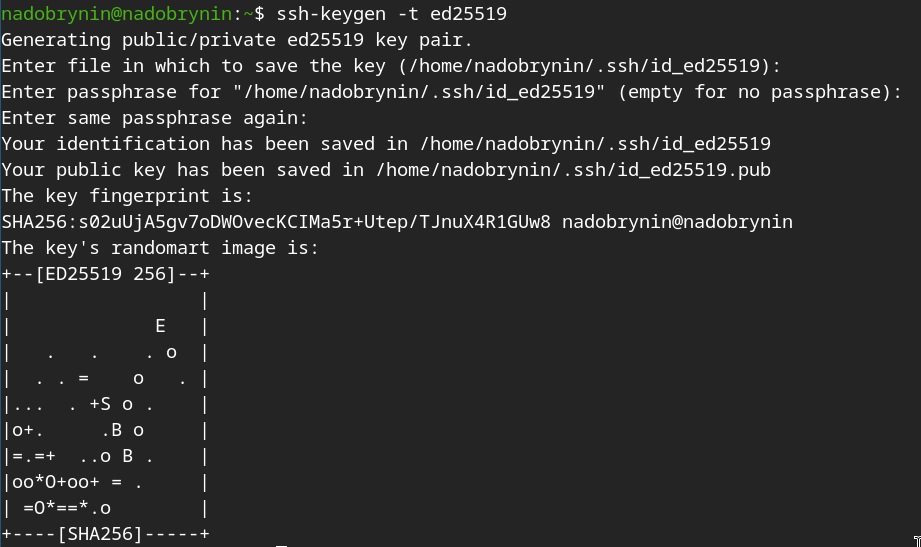 nadobrynin@nadobrynin:~$ ssh-keygen -t ed25519
Generating public/private ed25519 key pair.
Enter file in which to save the key (/home/nadobrynin/.ssh/id_ed25519):
Enter passphrase for "/home/nadobrynin/.ssh/id_ed25519" (empty for no passphrase):
Enter same passphrase again:
Your identification has been saved in /home/nadobrynin/.ssh/id_ed25519
Your public key has been saved in /home/nadobrynin/.ssh/id_ed25519.pub
The key fingerprint is:
SHA256:s02uUjA5gv7oDWOvecKCIMa5r+Utep/TJnuX4R1GUw8 nadobrynin@nadobrynin
The key's randomart image is:
+--[ED25519 256]--+
|                 |
|             E   |
|   .   .    . o  |
|  . . =    o   . |
|...  . +S o .    |
|o+.     .B o     |
|=.=+  ..o B .    |
|oo*O+oo+ = .     |
| =O*==*.o        |
+----[SHA256]-----+